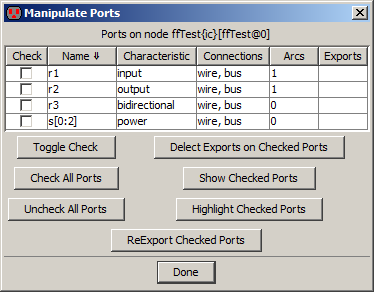 Manipulate Ports
Ports on node ffTest{ic}[ffTest@0]
Check Name ⇓ Characteristic Connections Arcs Exports
r1 input wire, bus 1
r2 output wire, bus 1
r3 bidirectional wire, bus 0
s[0:2] power wire, bus 0
Toggle Check Delect Exports on Checked Ports
Check All Ports Show Checked Ports
Uncheck All Ports Highlight Checked Ports
ReExport Checked Ports
Done